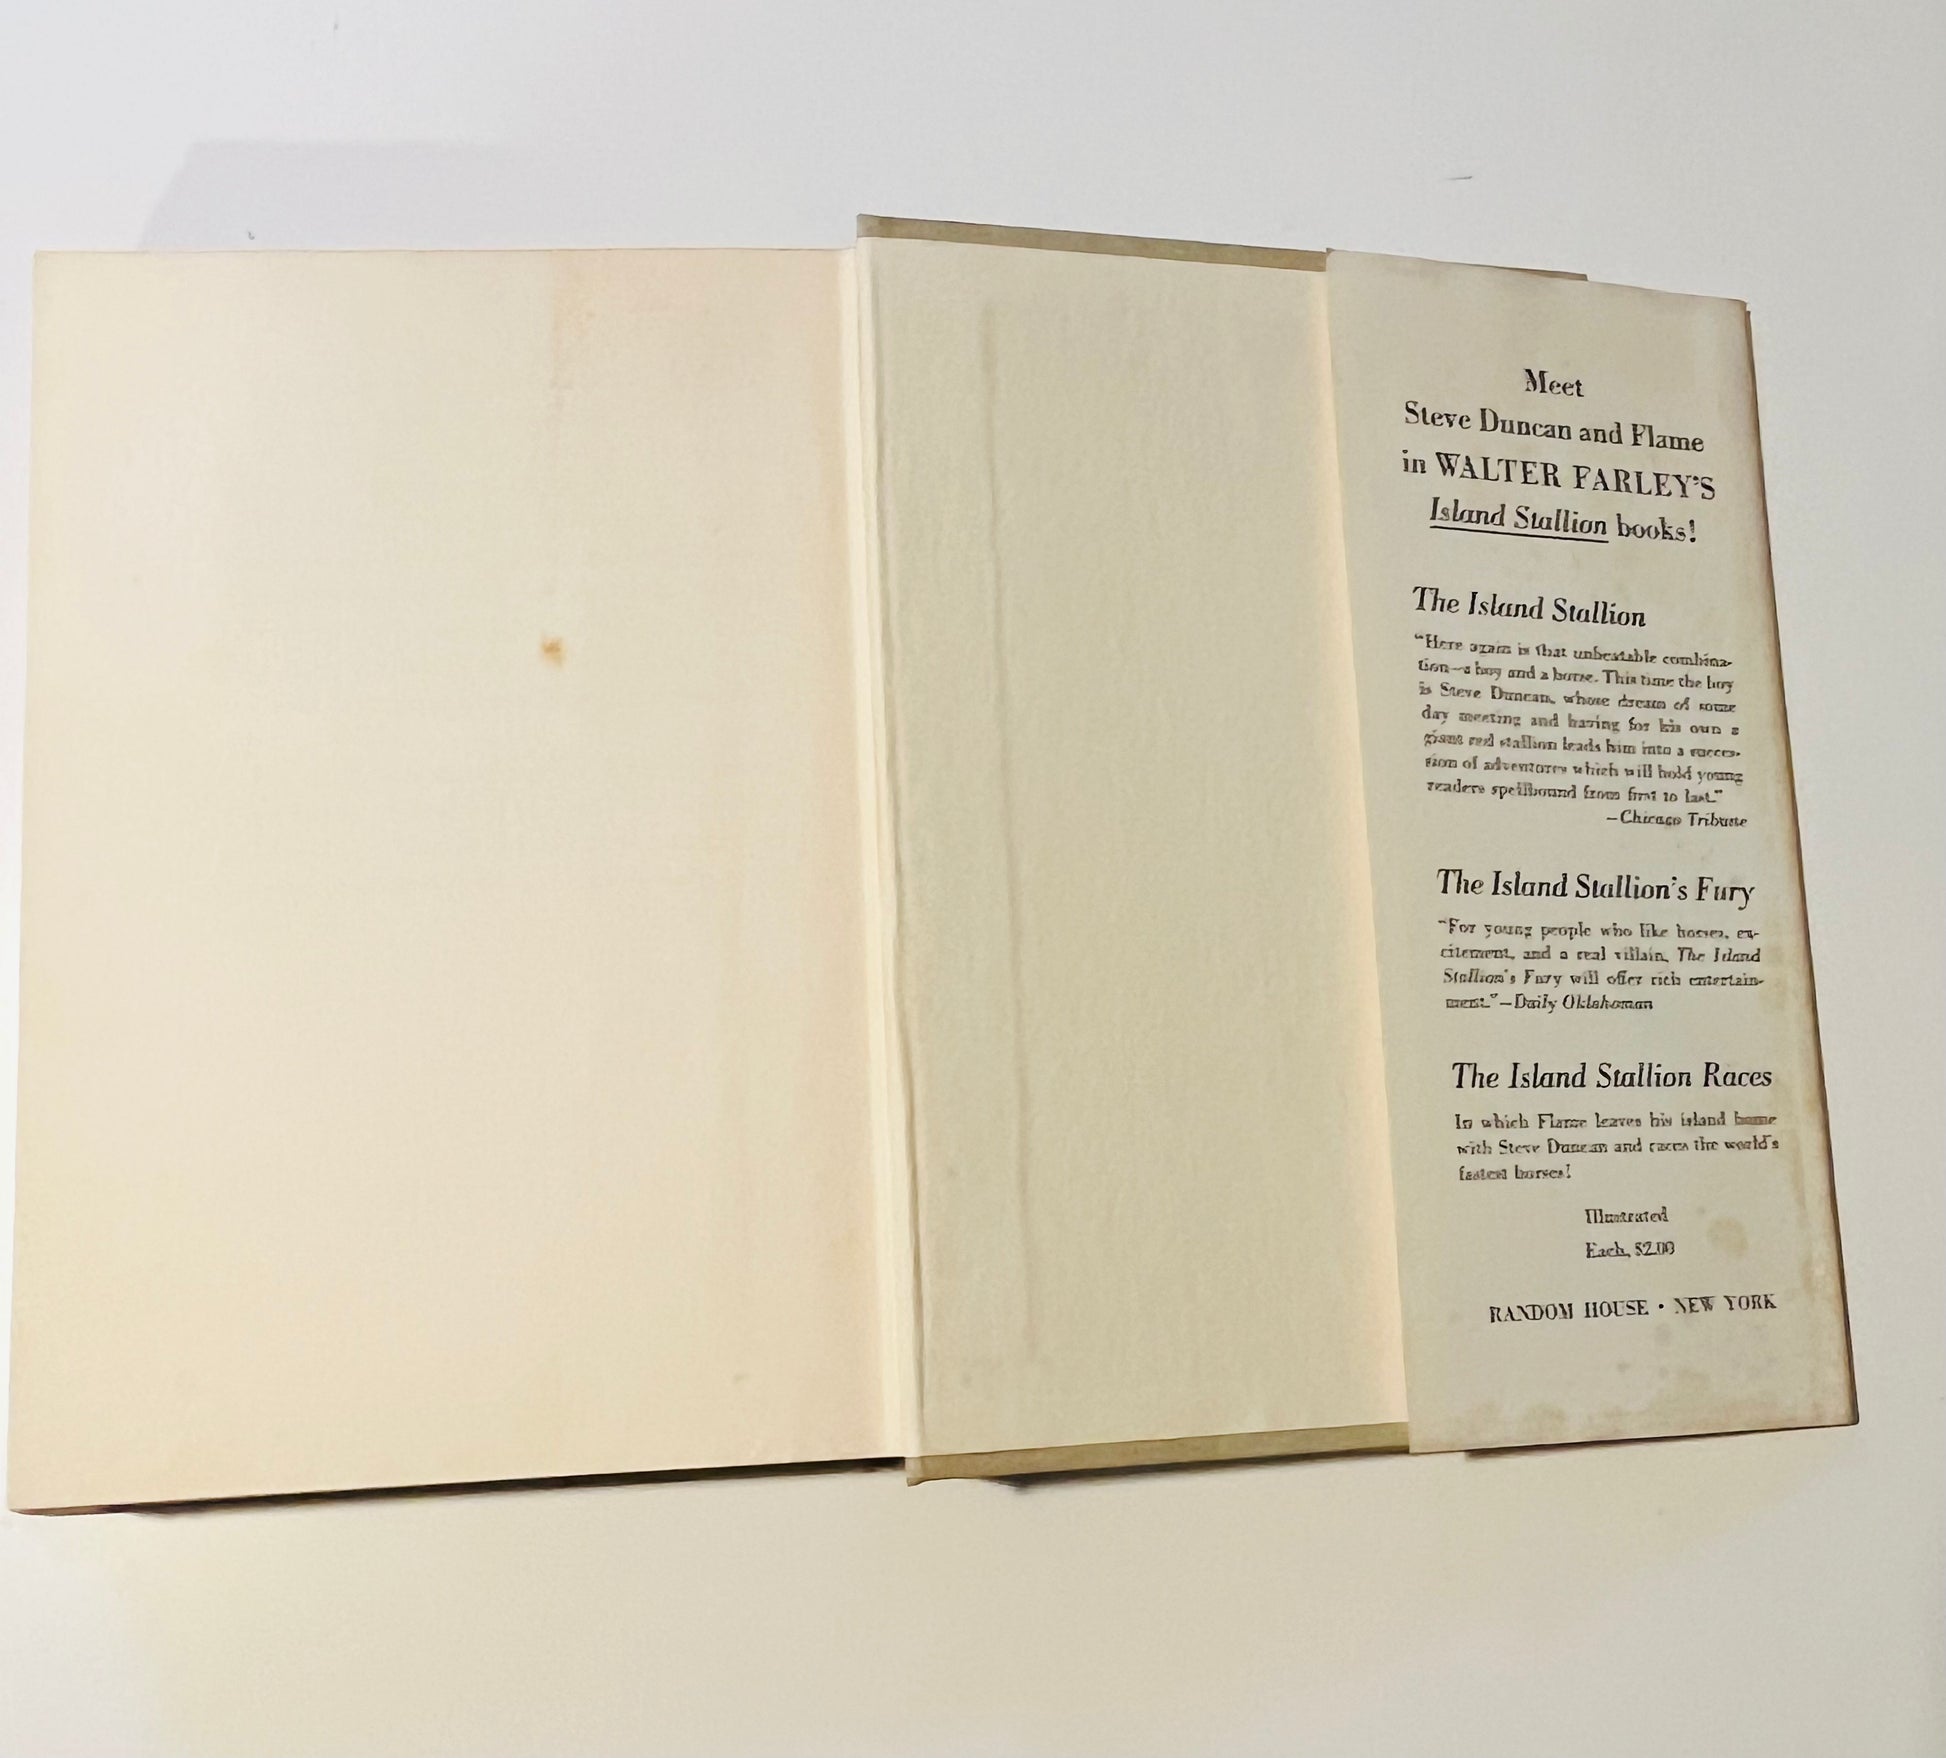 Meet
Steve Duncan and Flame
in WALTER FARLEY'S
Island Stallion books!
The Island Stallion
"Here again is that unbeatable combina-
tion—a boy and a horse. This time the boy
is Steve Duncan, whose dream of some
day meeting and having for his own a
giant red stallion leads him into a succes-
sion of adventures which will hold young
readers spellbound from first to last."
—Chicago Tribune
The Island Stallion's Fury
"For young people who like horses, ex-
citement, and a real villain, The Island
Stallion's Fury will offer rich entertain-
ment."—Daily Oklahoman
The Island Stallion Races
In which Flame leaves his island home
with Steve Duncan and races the world's
fastest horses!
Illustrated
Each, $2.00
RANDOM HOUSE • NEW YORK